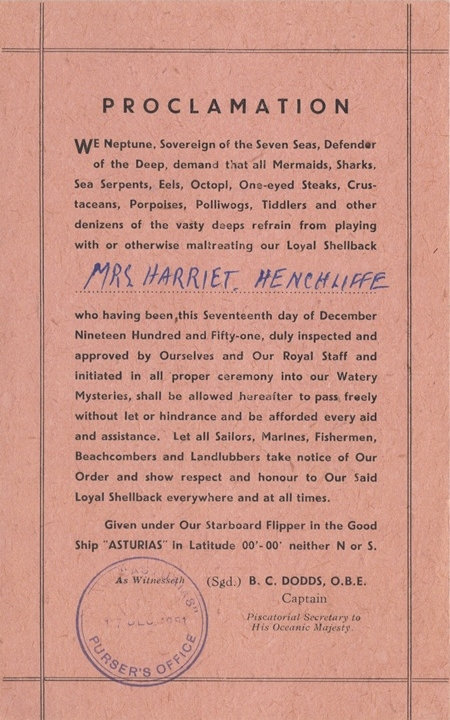 PROCLAMATION
WE Neptune, Sovereign of the Seven Seas, Defender
of the Deep, demand that all Mermaids, Sharks,
Sea Serpents, Eels, Octopi, One-eyed Steaks, Crus-
taceans, Porpoises, Polliwogs, Tiddlers and other
denizens of the vasty deeps refrain from playing
with or otherwise maltreating our Loyal Shellback
MRS. HARRIET. HENCHLIFFE
who having been, this Seventeenth day of December
Nineteen Hundred and Fifty-one, duly inspected and
approved by Ourselves and Our Royal Staff and
initiated in all proper ceremony into our Watery
Mysteries, shall be allowed hereafter to pass freely
without let or hindrance and be afforded every aid
and assistance. Let all Sailors, Marines, Fishermen,
Beachcombers and Landlubbers take notice of Our
Order and show respect and honour to Our Said
Loyal Shellback everywhere and at all times.
Given under Our Starboard Flipper in the Good
Ship "ASTURIAS" in Latitude 00'-00' neither N or S.
As Witnesseth (Sgd.) B. C. DODDS, O.B.E.
Captain
Piscatorial Secretary to
His Oceanic Majesty.
17 DEC 1951
PURSER'S OFFICE